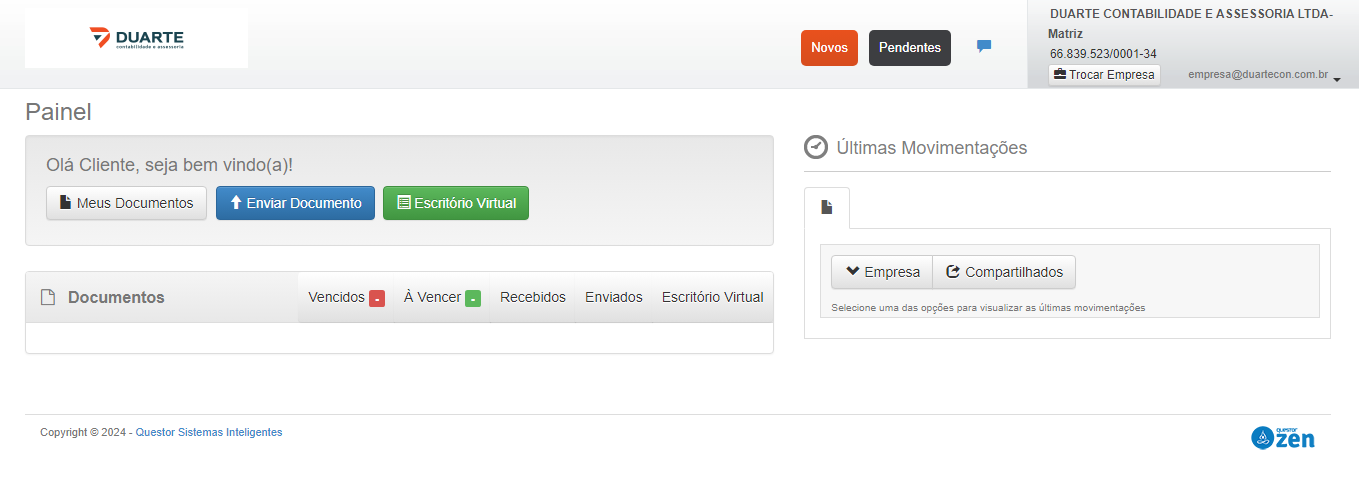 DUARTE
contabilidade e assessoria
Novos
Pendentes
DUARTE CONTABILIDADE E ASSESSORIA LTDA-
Matriz
66.839.523/0001-34
Trocar Empresa
empresa@duartecon.com.br
Painel
Olá Cliente, seja bem vindo(a)!
Meus Documentos
Enviar Documento
Escritório Virtual
Últimas Movimentações
Empresa
Compartilhados
Selecione uma das opções para visualizar as últimas movimentações
Documentos
Vencidos -
À Vencer -
Recebidos
Enviados
Escritório Virtual
Copyright © 2024 - Questor Sistemas Inteligentes
questor
zen